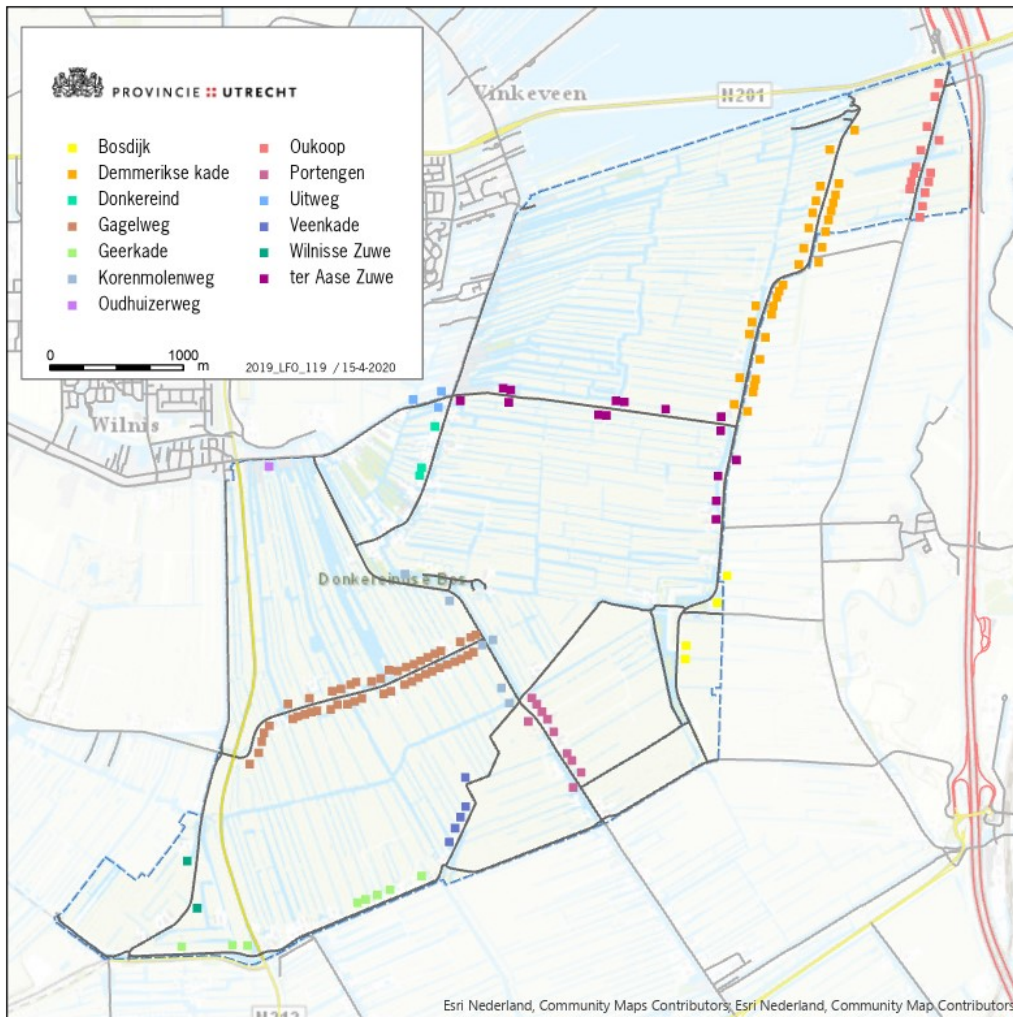 PROVINCIE UTRECHT
Bosdijk
Demmerikse kade
Donkereind
Gagelweg
Geerkade
Korenmolenweg
Oudhuizerweg
Oukoop
Portengen
Uitweg
Veenkade
Wilnisse Zuwe
ter Aase Zuwe
0 1000
m
2019_LF0_119 / 15-4-2020
Vinkeveen
N201
Wilnis
Donkereindse Bos
N212
Esri Nederland, Community Maps Contributors; Esri Nederland, Community Map Contributors